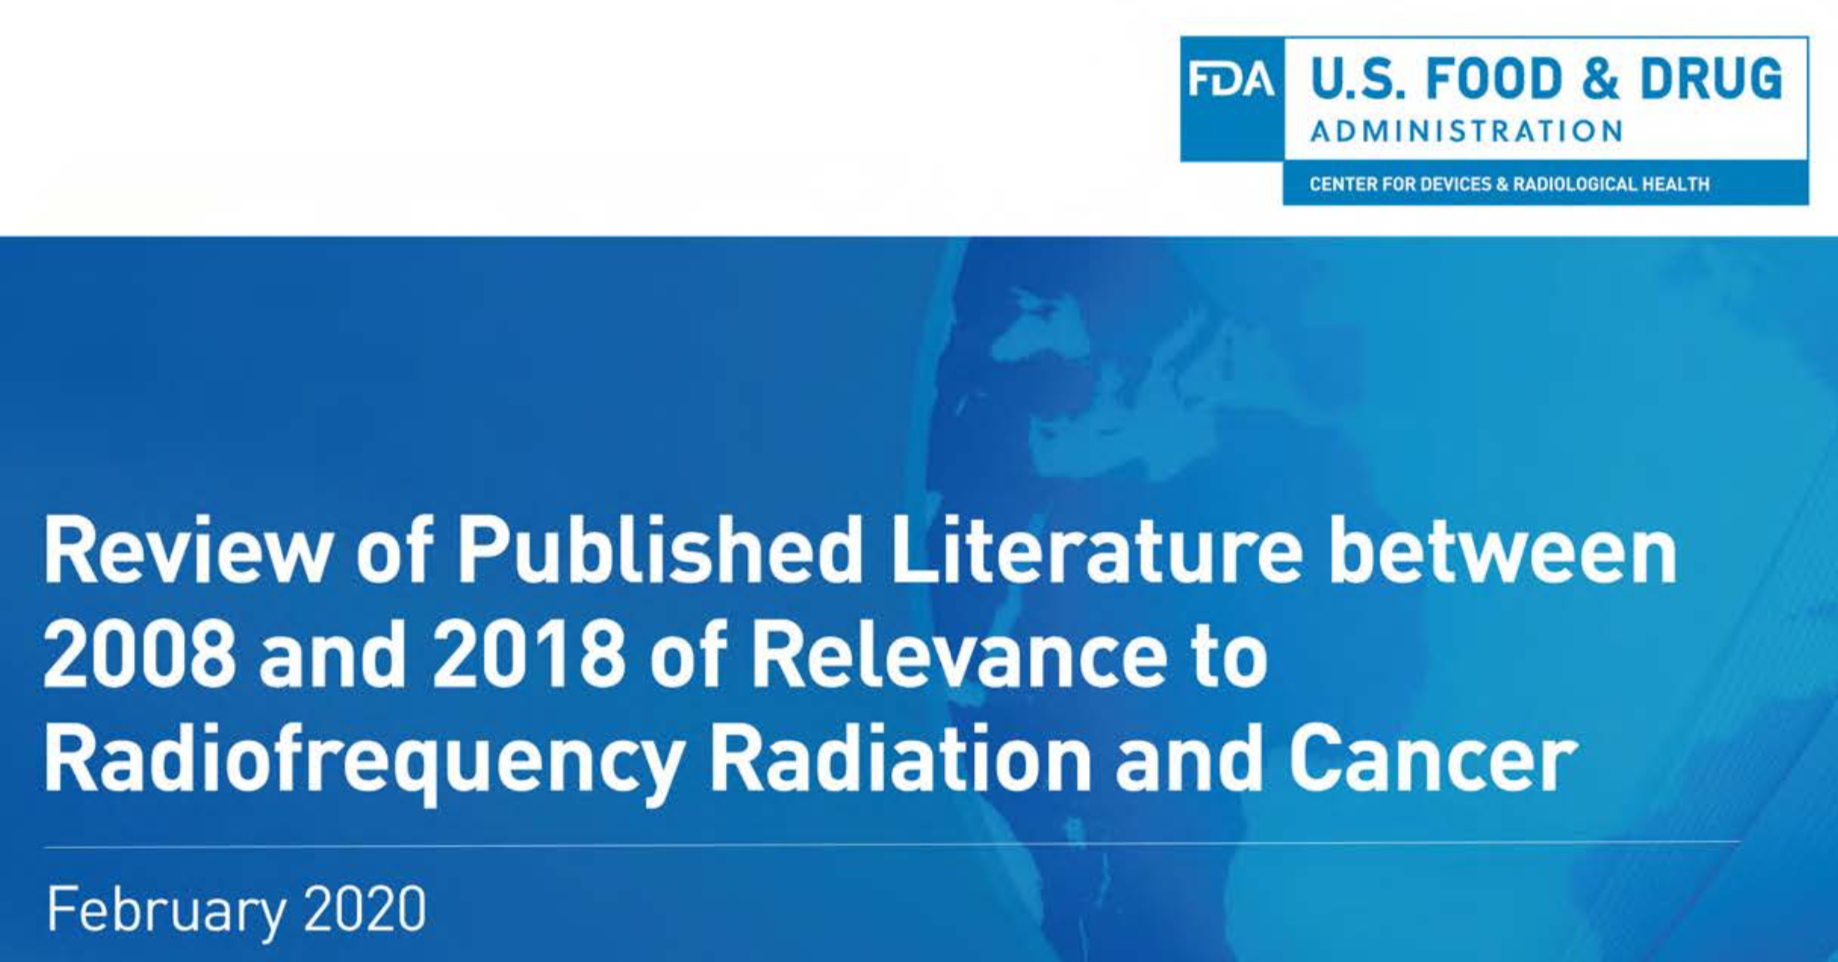 FDA
U.S. FOOD & DRUG
ADMINISTRATION
CENTER FOR DEVICES & RADIOLOGICAL HEALTH
Review of Published Literature between
2008 and 2018 of Relevance to
Radiofrequency Radiation and Cancer
February 2020